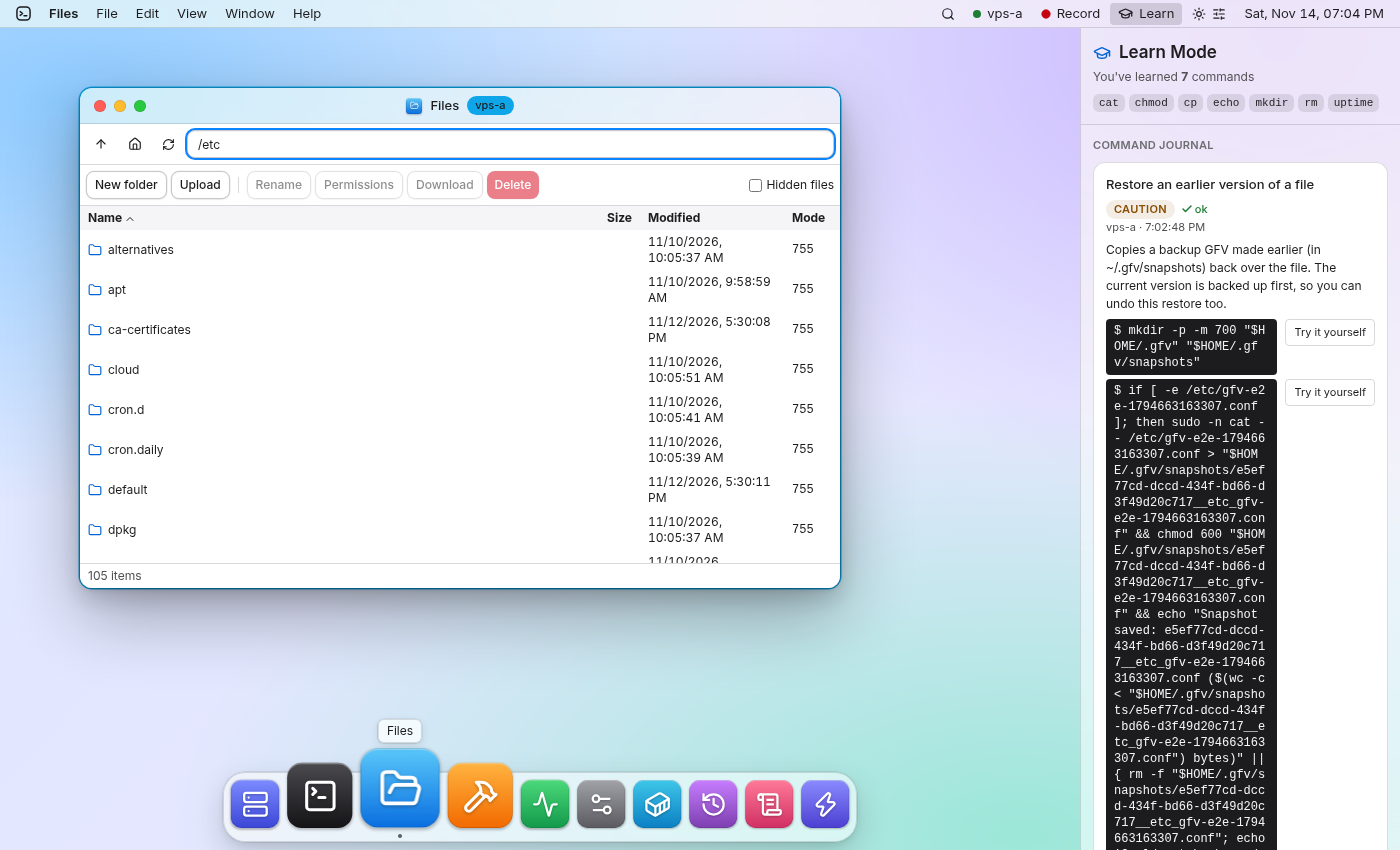 Files File Edit View Window Help vps-a Record Learn Sat, Nov 14, 07:04 PM
Files vps-a
/etc
New folder Upload Rename Permissions Download Delete Hidden files
Name Size Modified Mode
alternatives 11/10/2026, 10:05:37 AM 755
apt 11/10/2026, 9:58:59 AM 755
ca-certificates 11/12/2026, 5:30:08 PM 755
cloud 11/10/2026, 10:05:51 AM 755
cron.d 11/10/2026, 10:05:41 AM 755
cron.daily 11/10/2026, 10:05:39 AM 755
default 11/12/2026, 5:30:11 PM 755
dpkg 11/10/2026, 10:05:37 AM 755
11/10/2026,
105 items
Files
Learn Mode
You've learned 7 commands
cat chmod cp echo mkdir rm uptime
COMMAND JOURNAL
Restore an earlier version of a file
CAUTION ok
vps-a · 7:02:48 PM
Copies a backup GFV made earlier (in
~/.gfv/snapshots) back over the file. The
current version is backed up first, so you can
undo this restore too.
$ mkdir -p -m 700 "$H
OME/.gfv" "$HOME/.gf
v/snapshots"
Try it yourself
$ if [ -e /etc/gfv-e2
e-1794663163307.conf
]; then sudo -n cat -
- /etc/gfv-e2e-179466
3163307.conf > "$HOM
E/.gfv/snapshots/e5ef
77cd-dccd-434f-bd66-d
3f49d20c717__etc_gfv-
e2e-1794663163307.con
f" && chmod 600 "$HOM
E/.gfv/snapshots/e5ef
77cd-dccd-434f-bd66-d
3f49d20c717__etc_gfv-
e2e-1794663163307.con
f" && echo "Snapshot
saved: e5ef77cd-dccd-
434f-bd66-d3f49d20c71
7__etc_gfv-e2e-179466
3163307.conf ($(wc -c
< "$HOME/.gfv/snapsho
ts/e5ef77cd-dccd-434f
-bd66-d3f49d20c717__e
tc_gfv-e2e-1794663163
307.conf") bytes)" ||
{ rm -f "$HOME/.gfv/s
napshots/e5ef77cd-dcc
d-434f-bd66-d3f49d20c
717__etc_gfv-e2e-1794
663163307.conf"; echo
Try it yourself